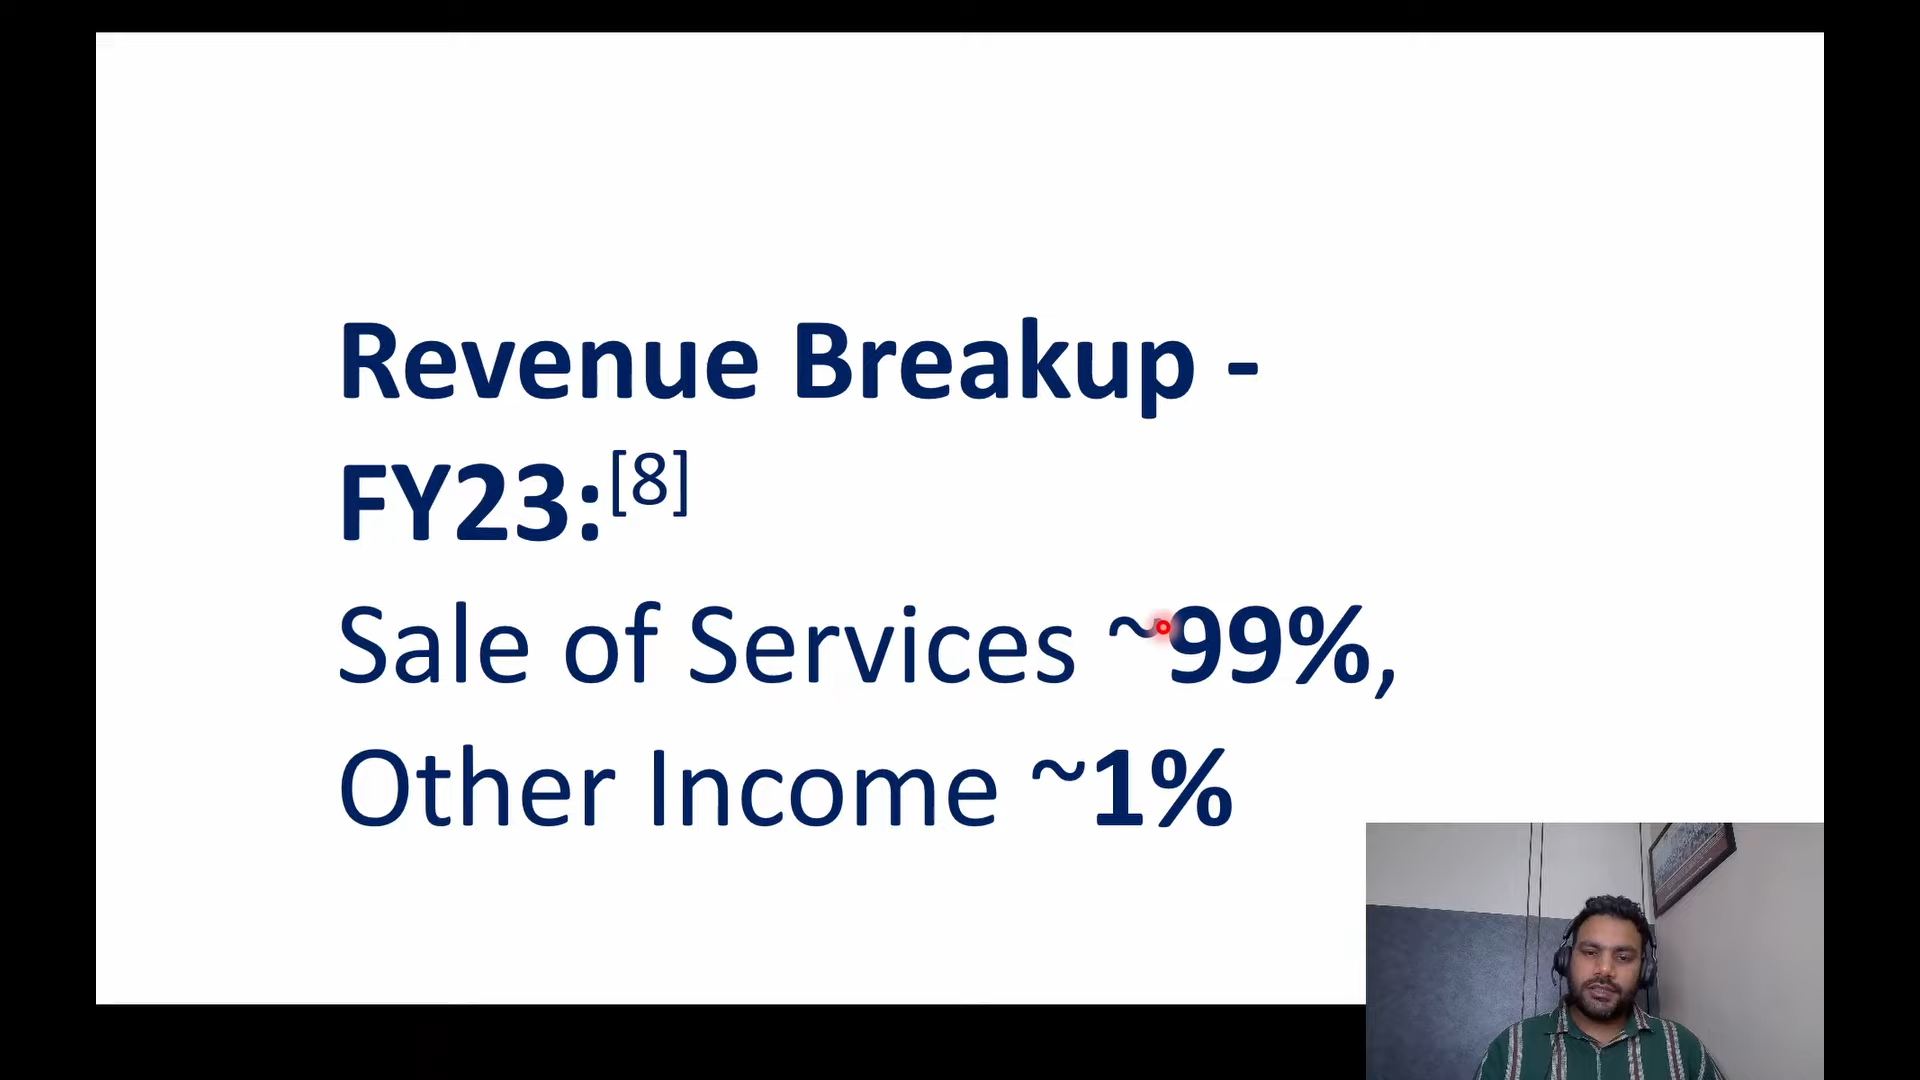 Revenue Breakup -
FY23:[8]
Sale of Services ~99%,
Other Income ~1%